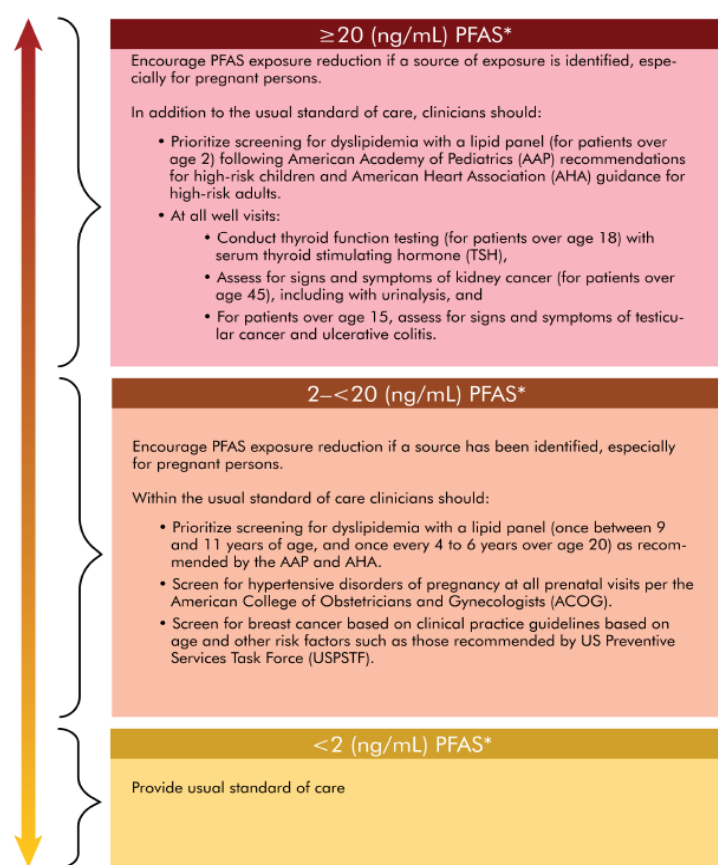 ≥20 (ng/mL) PFAS*
Encourage PFAS exposure reduction if a source of exposure is identified, espe-
cially for pregnant persons.
In addition to the usual standard of care, clinicians should:
• Prioritize screening for dyslipidemia with a lipid panel (for patients over
age 2) following American Academy of Pediatrics (AAP) recommendations
for high-risk children and American Heart Association (AHA) guidance for
high-risk adults.
• At all well visits:
• Conduct thyroid function testing (for patients over age 18) with
serum thyroid stimulating hormone (TSH),
• Assess for signs and symptoms of kidney cancer (for patients over
age 45), including with urinalysis, and
• For patients over age 15, assess for signs and symptoms of testicu-
lar cancer and ulcerative colitis.
2–<20 (ng/mL) PFAS*
Encourage PFAS exposure reduction if a source has been identified, especially
for pregnant persons.
Within the usual standard of care clinicians should:
• Prioritize screening for dyslipidemia with a lipid panel (once between 9
and 11 years of age, and once every 4 to 6 years over age 20) as recom-
mended by the AAP and AHA.
• Screen for hypertensive disorders of pregnancy at all prenatal visits per the
American College of Obstetricians and Gynecologists (ACOG).
• Screen for breast cancer based on clinical practice guidelines based on
age and other risk factors such as those recommended by US Preventive
Services Task Force (USPSTF).
<2 (ng/mL) PFAS*
Provide usual standard of care